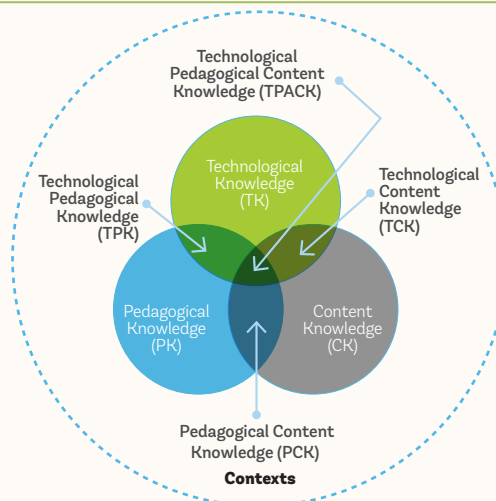 Technological
Pedagogical Content
Knowledge (TPACK)
Technological
Knowledge
(TK)
Technological
Pedagogical
Knowledge
(TPK)
Technological
Content
Knowledge
(TCK)
Pedagogical
Knowledge
(PK)
Content
Knowledge
(CK)
Pedagogical Content
Knowledge (PCK)
Contexts